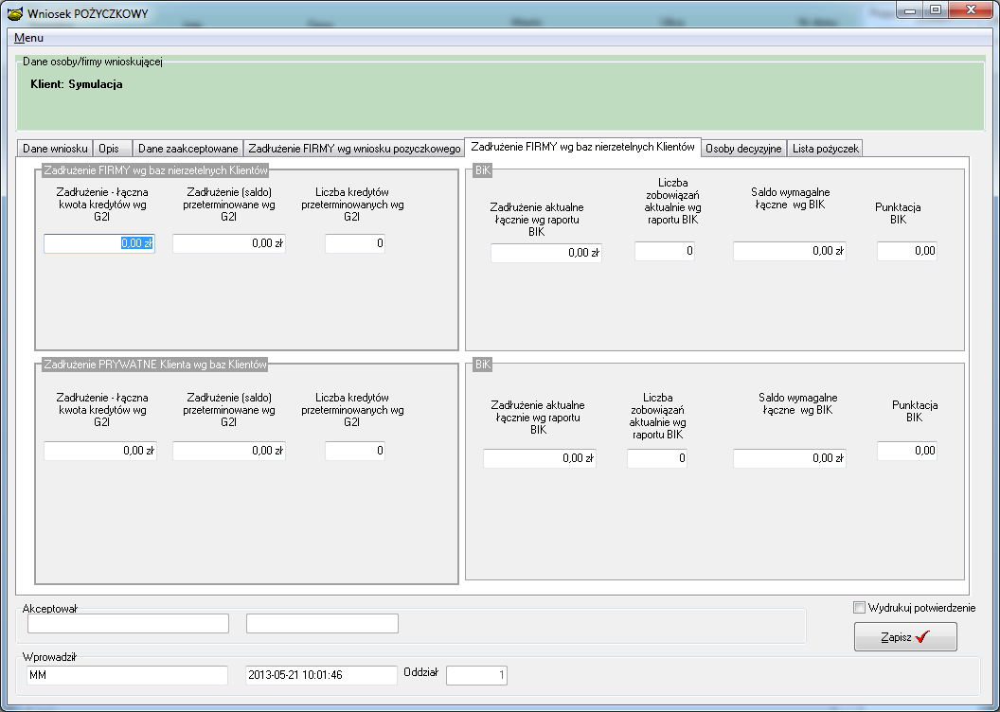 Wniosek POŻYCZKOWY
Menu
Dane osoby/firmy wnioskującej
Klient: Symulacja
Dane wniosku
Opis
Dane zaakceptowane
Zadłużenie FIRMY wg wniosku pozyczkowego
Zadłużenie FIRMY wg baz nierzetelnych Klientów
Osoby decyzyjne
Lista pożyczek
Zadłużenie FIRMY wg baz nierzetelnych Klientów
Zadłużenie - łączna
kwota kredytów wg
G2I
Zadłużenie (saldo)
przeterminowane wg
G2I
Liczba kredytów
przeterminowanych wg
G2I
0,00 zł
0,00 zł
0
BiK
Zadłużenie aktualne
łącznie wg raportu
BIK
Liczba
zobowiązań
aktualnie wg
raportu BIK
Saldo wymagalne
łączne wg BIK
Punktacja
BIK
0,00 zł
0
0,00 zł
0,00
Zadłużenie PRYWATNE Klienta wg baz Klientów
Zadłużenie - łączna
kwota kredytów wg
G2I
Zadłużenie (saldo)
przeterminowane wg
G2I
Liczba kredytów
przeterminowanych wg
G2I
0,00 zł
0,00 zł
0
BiK
Zadłużenie aktualne
łącznie wg raportu
BIK
Liczba
zobowiązań
aktualnie wg
raportu BIK
Saldo wymagalne
łączne wg BIK
Punktacja
BIK
0,00 zł
0
0,00 zł
0,00
Akceptował
Wydrukuj potwierdzenie
Zapisz
Wprowadził
MM
2013-05-21 10:01:46
Oddział
1